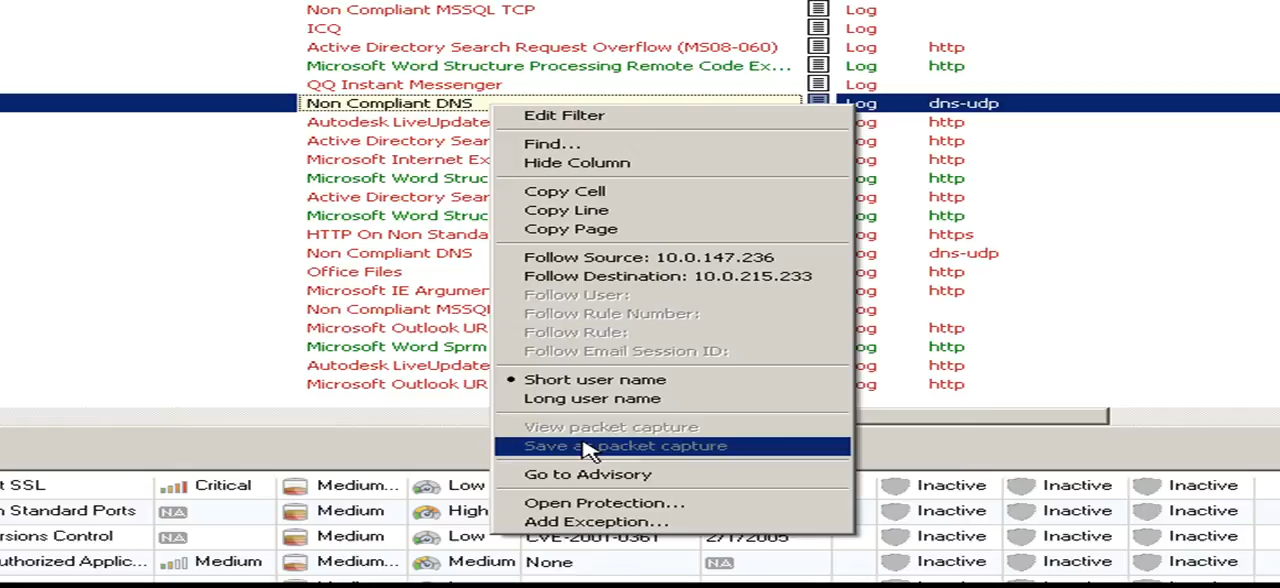 Non Compliant MSSQL TCP Log
ICQ Log
Active Directory Search Request Overflow (MS08-060) Log http
Microsoft Word Structure Processing Remote Code Ex... Log http
QQ Instant Messenger Log
Non Compliant DNS Log dns-udp
Edit Filter
Autodesk LiveUpdate og http
Active Directory Sear og http
Find...
Microsoft Internet Ex og http
Hide Column
Microsoft Word Struc og http
Copy Cell
Active Directory Sear og http
Copy Line
Microsoft Word Struc og http
Copy Page
HTTP On Non Standa og https
Non Compliant DNS og dns-udp
Follow Source: 10.0.147.236
Office Files og http
Follow Destination: 10.0.215.233
Microsoft IE Argumen og http
Follow User:
Non Compliant MSSQL og
Follow Rule Number:
Microsoft Outlook UR og http
Follow Rule:
Microsoft Word Sprm og http
Follow Email Session ID:
Autodesk LiveUpdate og http
Short user name
Microsoft Outlook UR og http
Long user name
View packet capture
Save as packet capture
Go to Advisory
t SSL Critical Medium... Low Inactive Inactive Inactive
Open Protection...
n Standard Ports NA Medium... High Inactive Inactive Inactive
Add Exception...
rsions Control NA Medium... Low CVE-2001-0361 2/1/2005 Inactive Inactive Inactive
uthorized Applic... Medium Medium... Medium None NA Inactive Inactive Inactive